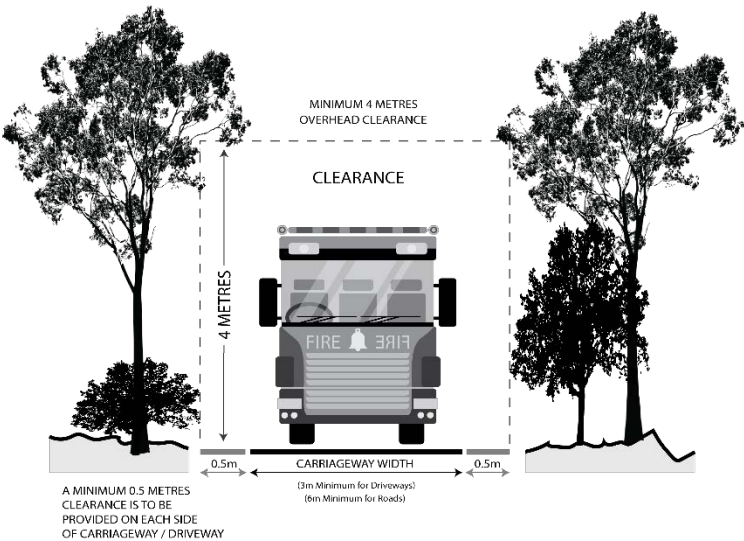 MINIMUM 4 METRES
OVERHEAD CLEARANCE
CLEARANCE
4 METRES
FIRE FIRE
0.5m
CARRIAGEWAY WIDTH
0.5m
(3m Minimum for Driveways)
(6m Minimum for Roads)
A MINIMUM 0.5 METRES
CLEARANCE IS TO BE
PROVIDED ON EACH SIDE
OF CARRIAGEWAY / DRIVEWAY